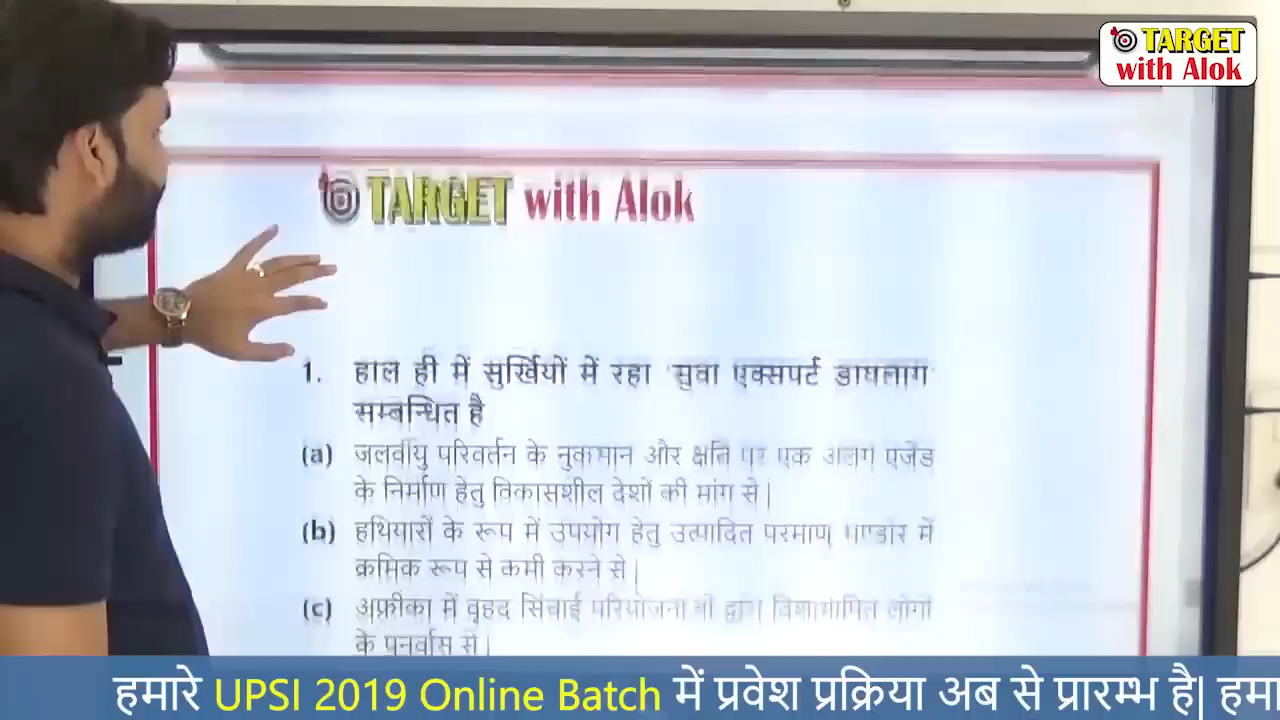 TARGET
with Alok
TARGET with Alok
1. हाल ही में सुर्खियों में रहा 'सुवा एक्सपर्ट डायलाग'
सम्बन्धित है
(a) जलवायु परिवर्तन के नुकसान और क्षति पर एक अलग एजेंड
के निर्माण हेतु विकासशील देशों की मांग से|
(b) हथियारों के रूप में उपयोग हेतु उत्पादित परमाणु भण्डार में
क्रमिक रूप से कमी करने से|
(c) अफ्रीका में वृहद सिंचाई परियोजनाओं द्वारा विस्थापित लोगों
के पुनर्वास से|
हमारे UPSI 2019 Online Batch में प्रवेश प्रक्रिया अब से प्रारम्भ है| हमा